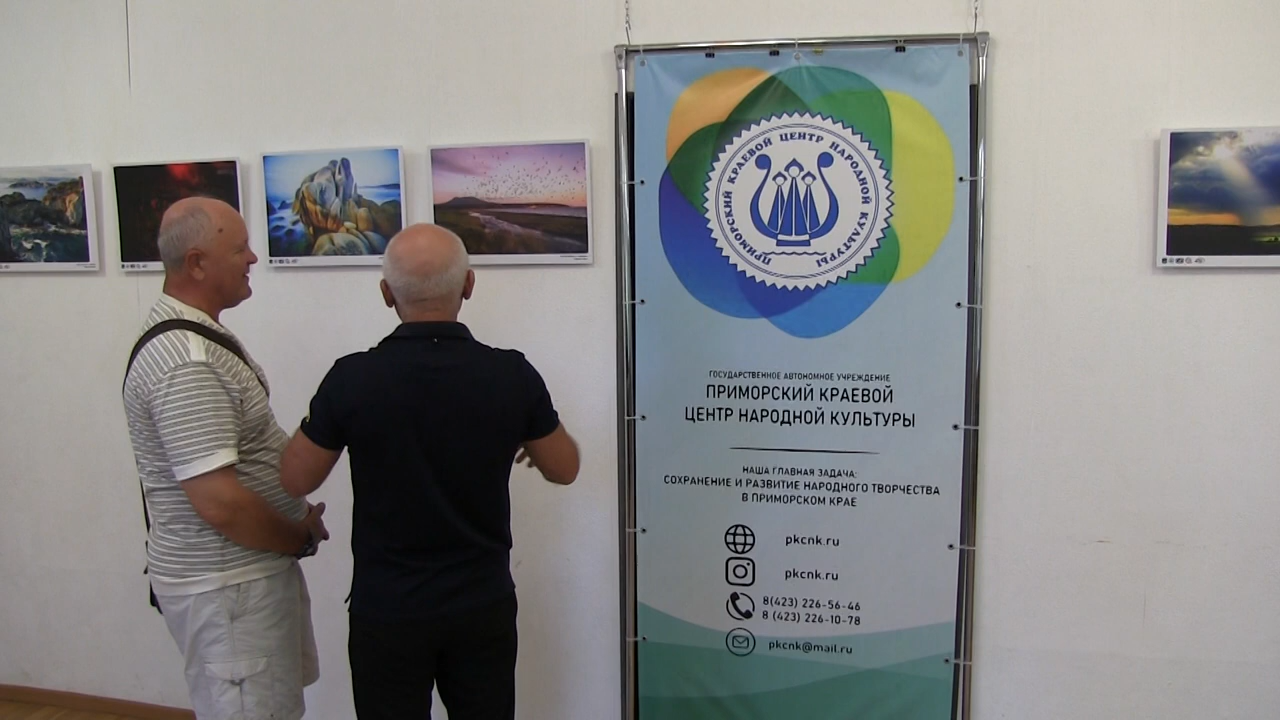 ПРИМОРСКИЙ КРАЕВОЙ ЦЕНТР НАРОДНОЙ КУЛЬТУРЫ
ГОСУДАРСТВЕННОЕ АВТОНОМНОЕ УЧРЕЖДЕНИЕ
ПРИМОРСКИЙ КРАЕВОЙ
ЦЕНТР НАРОДНОЙ КУЛЬТУРЫ
НАША ГЛАВНАЯ ЗАДАЧА:
СОХРАНЕНИЕ И РАЗВИТИЕ НАРОДНОГО ТВОРЧЕСТВА
В ПРИМОРСКОМ КРАЕ
pkcnk.ru
pkcnk.ru
8(423) 226-56-46
8 (423) 226-10-78
pkcnk@mail.ru